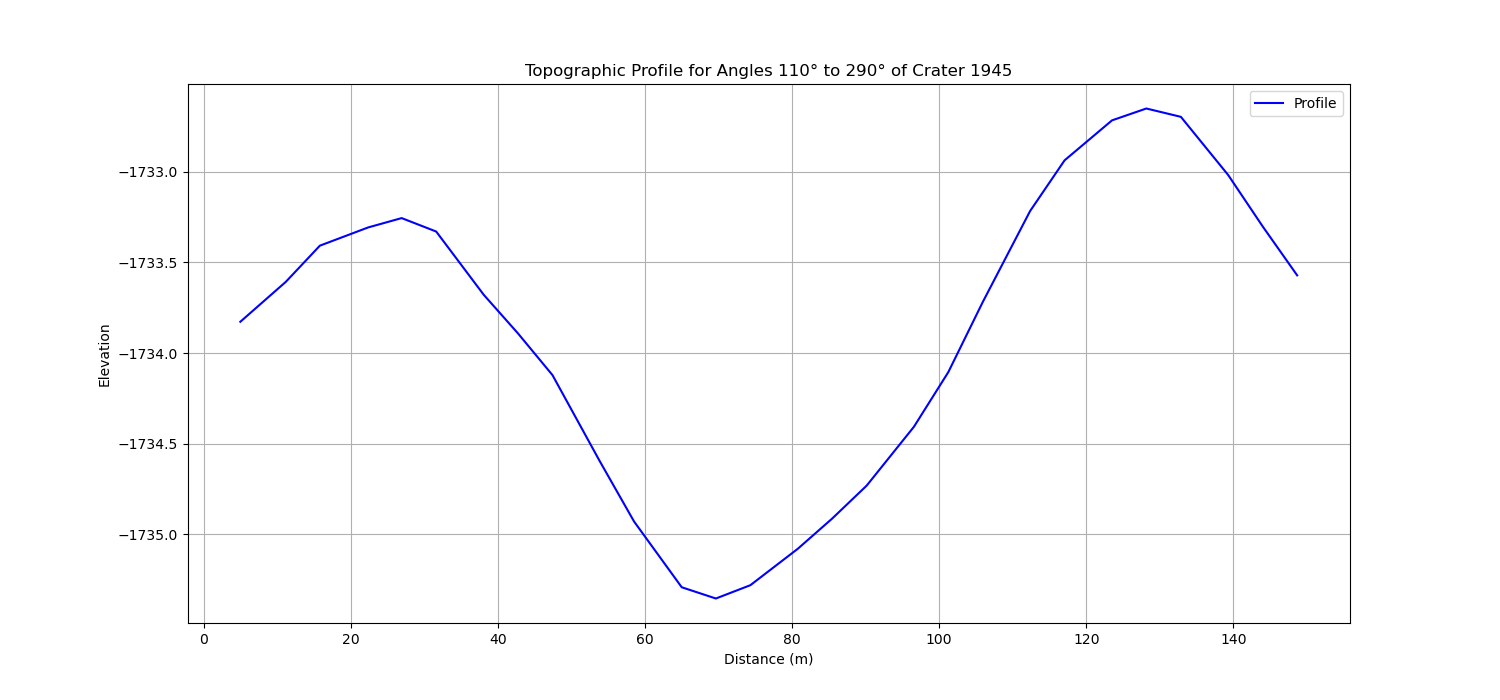 Topographic Profile for Angles 110° to 290° of Crater 1945
Profile
−1733.0
−1733.5
−1734.0
−1734.5
−1735.0
Elevation
0 20 40 60 80 100 120 140
Distance (m)